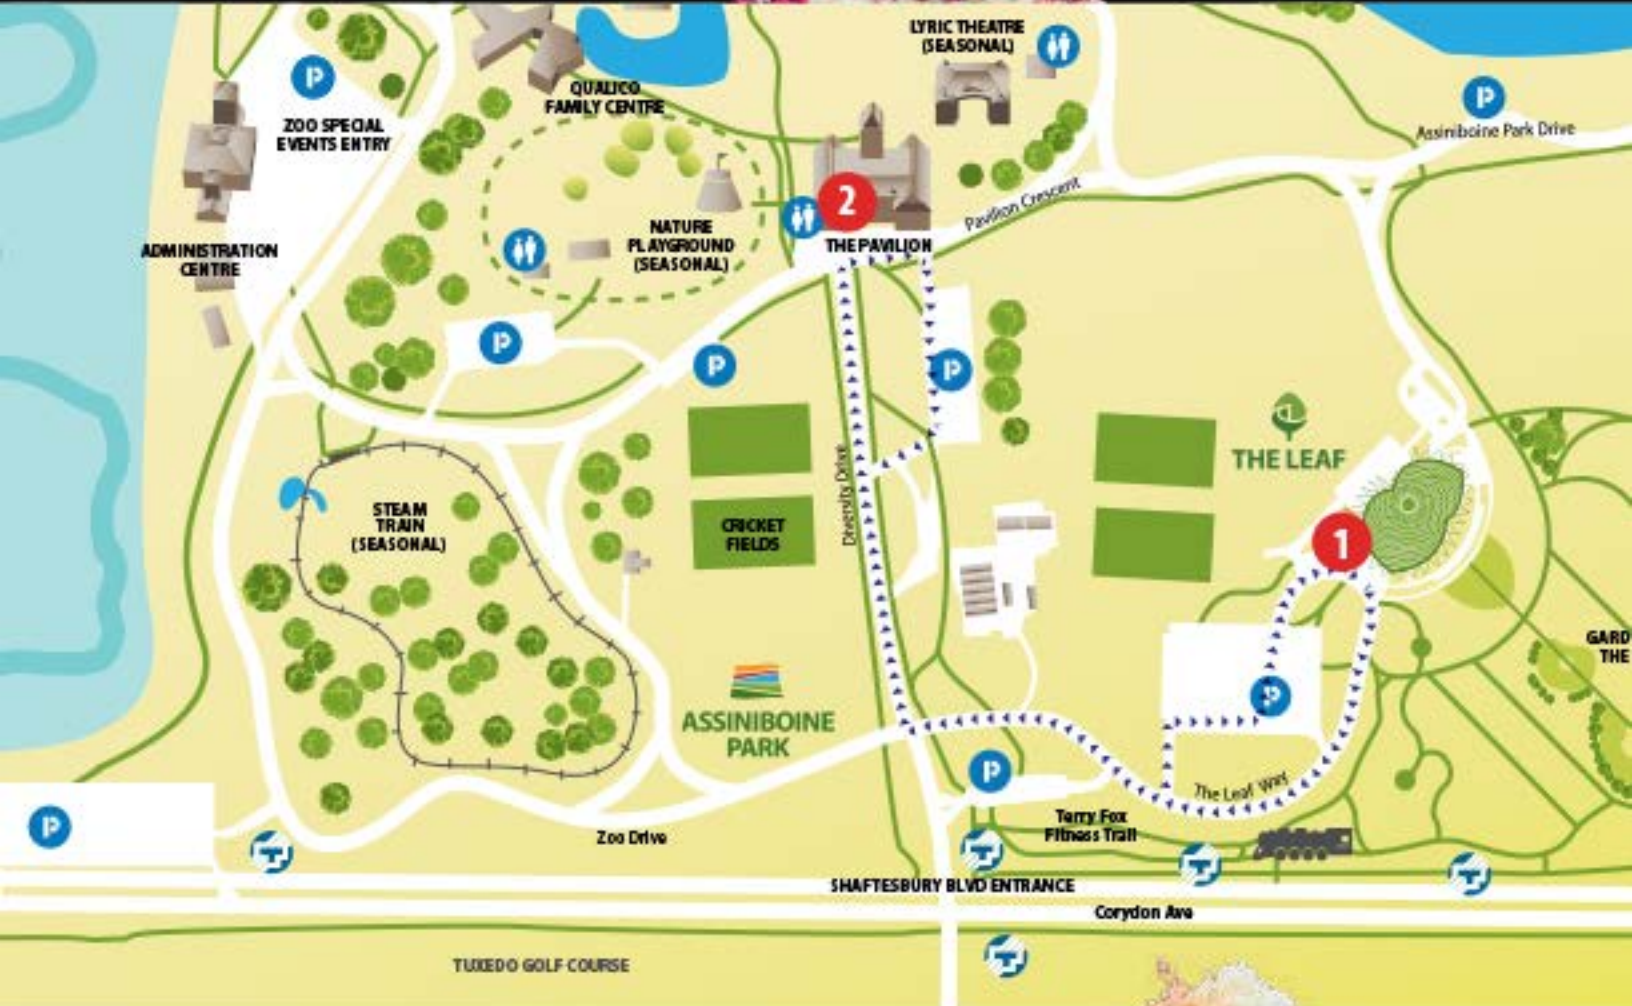 LYRIC THEATRE
(SEASONAL)
P
P
QUALICO
FAMILY CENTRE
ZOO SPECIAL
EVENTS ENTRY
Assiniboine Park Drive
2
Pavilion Crescent
NATURE
PLAYGROUND
(SEASONAL)
THE PAVILION
ADMINISTRATION
CENTRE
P
P
P
THE LEAF
Diversity Drive
STEAM
TRAIN
(SEASONAL)
CRICKET
FIELDS
1
GARD
THE
P
ASSINIBOINE
PARK
P
The Leaf Way
P
Terry Fox
Fitness Trail
Zoo Drive
T
T
T
T
SHAFTESBURY BLVD ENTRANCE
Corydon Ave
T
TUXEDO GOLF COURSE